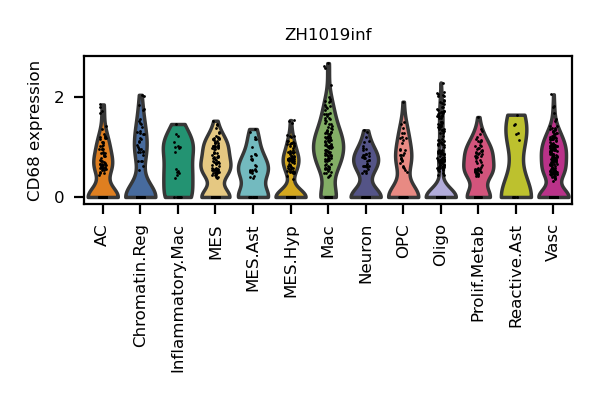 ZH1019inf
CD68 expression
2
0
AC
Chromatin.Reg
Inflammatory.Mac
MES
MES.Ast
MES.Hyp
Mac
Neuron
OPC
Oligo
Prolif.Metab
Reactive.Ast
Vasc